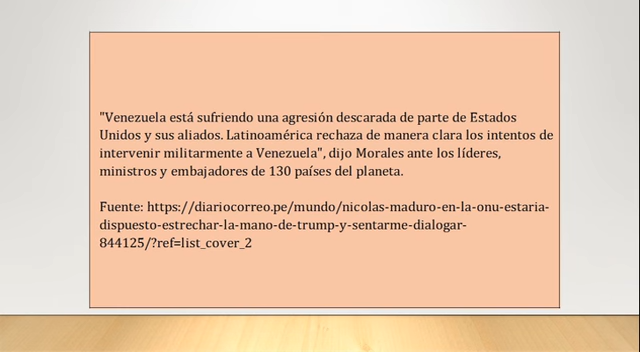 "Venezuela está sufriendo una agresión descarada de parte de Estados
Unidos y sus aliados. Latinoamérica rechaza de manera clara los intentos de
intervenir militarmente a Venezuela", dijo Morales ante los líderes,
ministros y embajadores de 130 países del planeta.
Fuente: https://diariocorreo.pe/mundo/nicolas-maduro-en-la-onu-estaria-
dispuesto-estrechar-la-mano-de-trump-y-sentarme-dialogar-
844125/?ref=list_cover_2